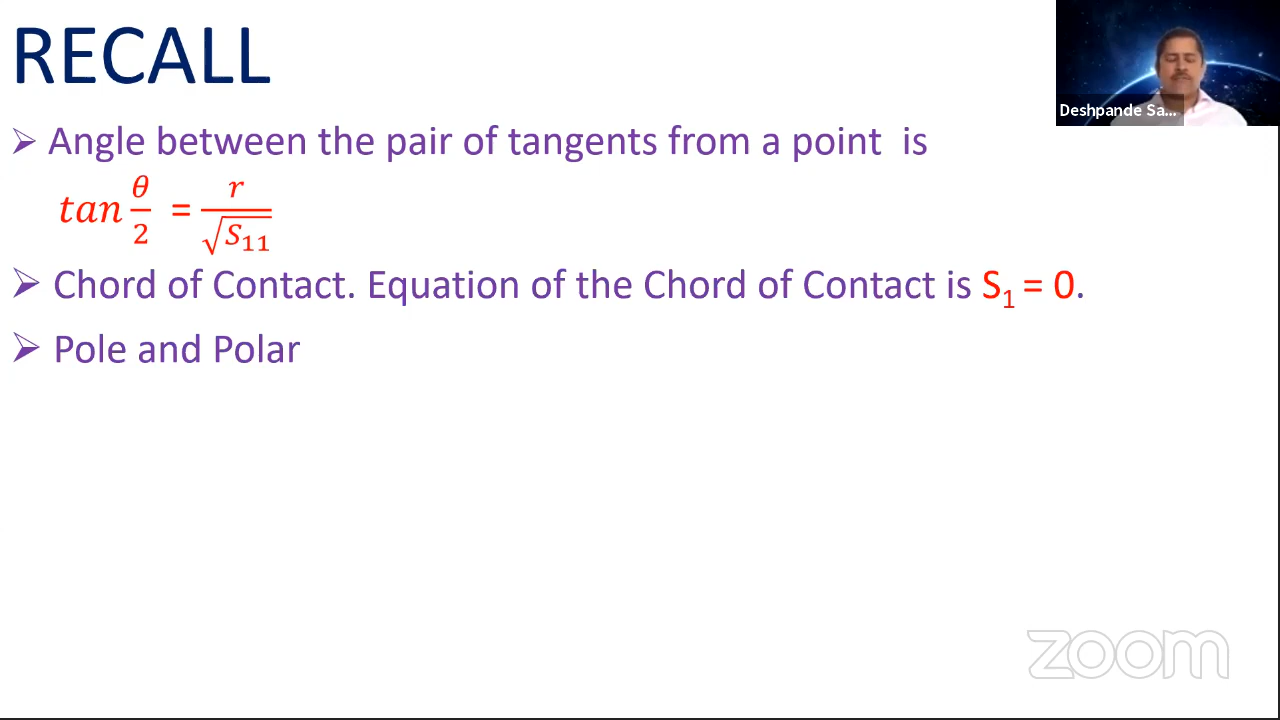 RECALL
Deshpande Sa...
➢ Angle between the pair of tangents from a point is
tan θ/2 = r/√S₁₁
➢ Chord of Contact. Equation of the Chord of Contact is S₁ = 0.
➢ Pole and Polar
zoom